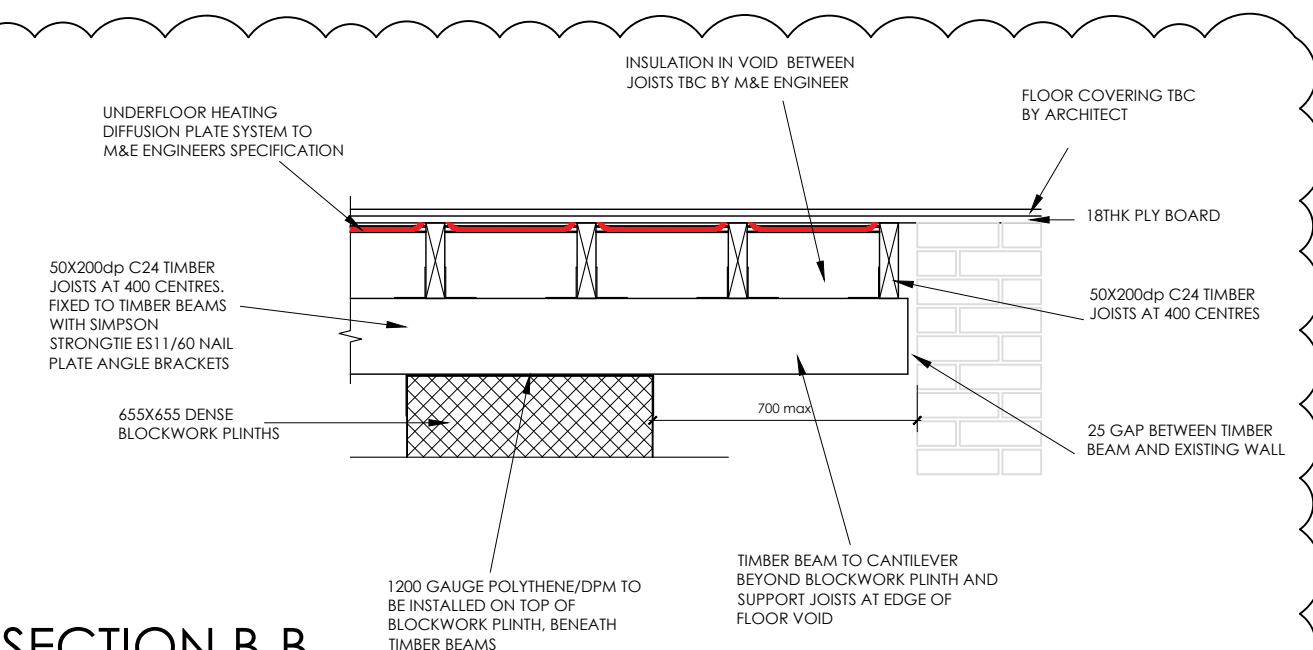 INSULATION IN VOID BETWEEN
JOISTS TBC BY M&E ENGINEER
FLOOR COVERING TBC
BY ARCHITECT
UNDERFLOOR HEATING
DIFFUSION PLATE SYSTEM TO
M&E ENGINEERS SPECIFICATION
18THK PLY BOARD
50X200dp C24 TIMBER
JOISTS AT 400 CENTRES.
FIXED TO TIMBER BEAMS
WITH SIMPSON
STRONGTIE ES11/60 NAIL
PLATE ANGLE BRACKETS
50X200dp C24 TIMBER
JOISTS AT 400 CENTRES
655X655 DENSE
BLOCKWORK PLINTHS
700 max
25 GAP BETWEEN TIMBER
BEAM AND EXISTING WALL
1200 GAUGE POLYTHENE/DPM TO
BE INSTALLED ON TOP OF
BLOCKWORK PLINTH, BENEATH
TIMBER BEAMS
TIMBER BEAM TO CANTILEVER
BEYOND BLOCKWORK PLINTH AND
SUPPORT JOISTS AT EDGE OF
FLOOR VOID
SECTION B-B